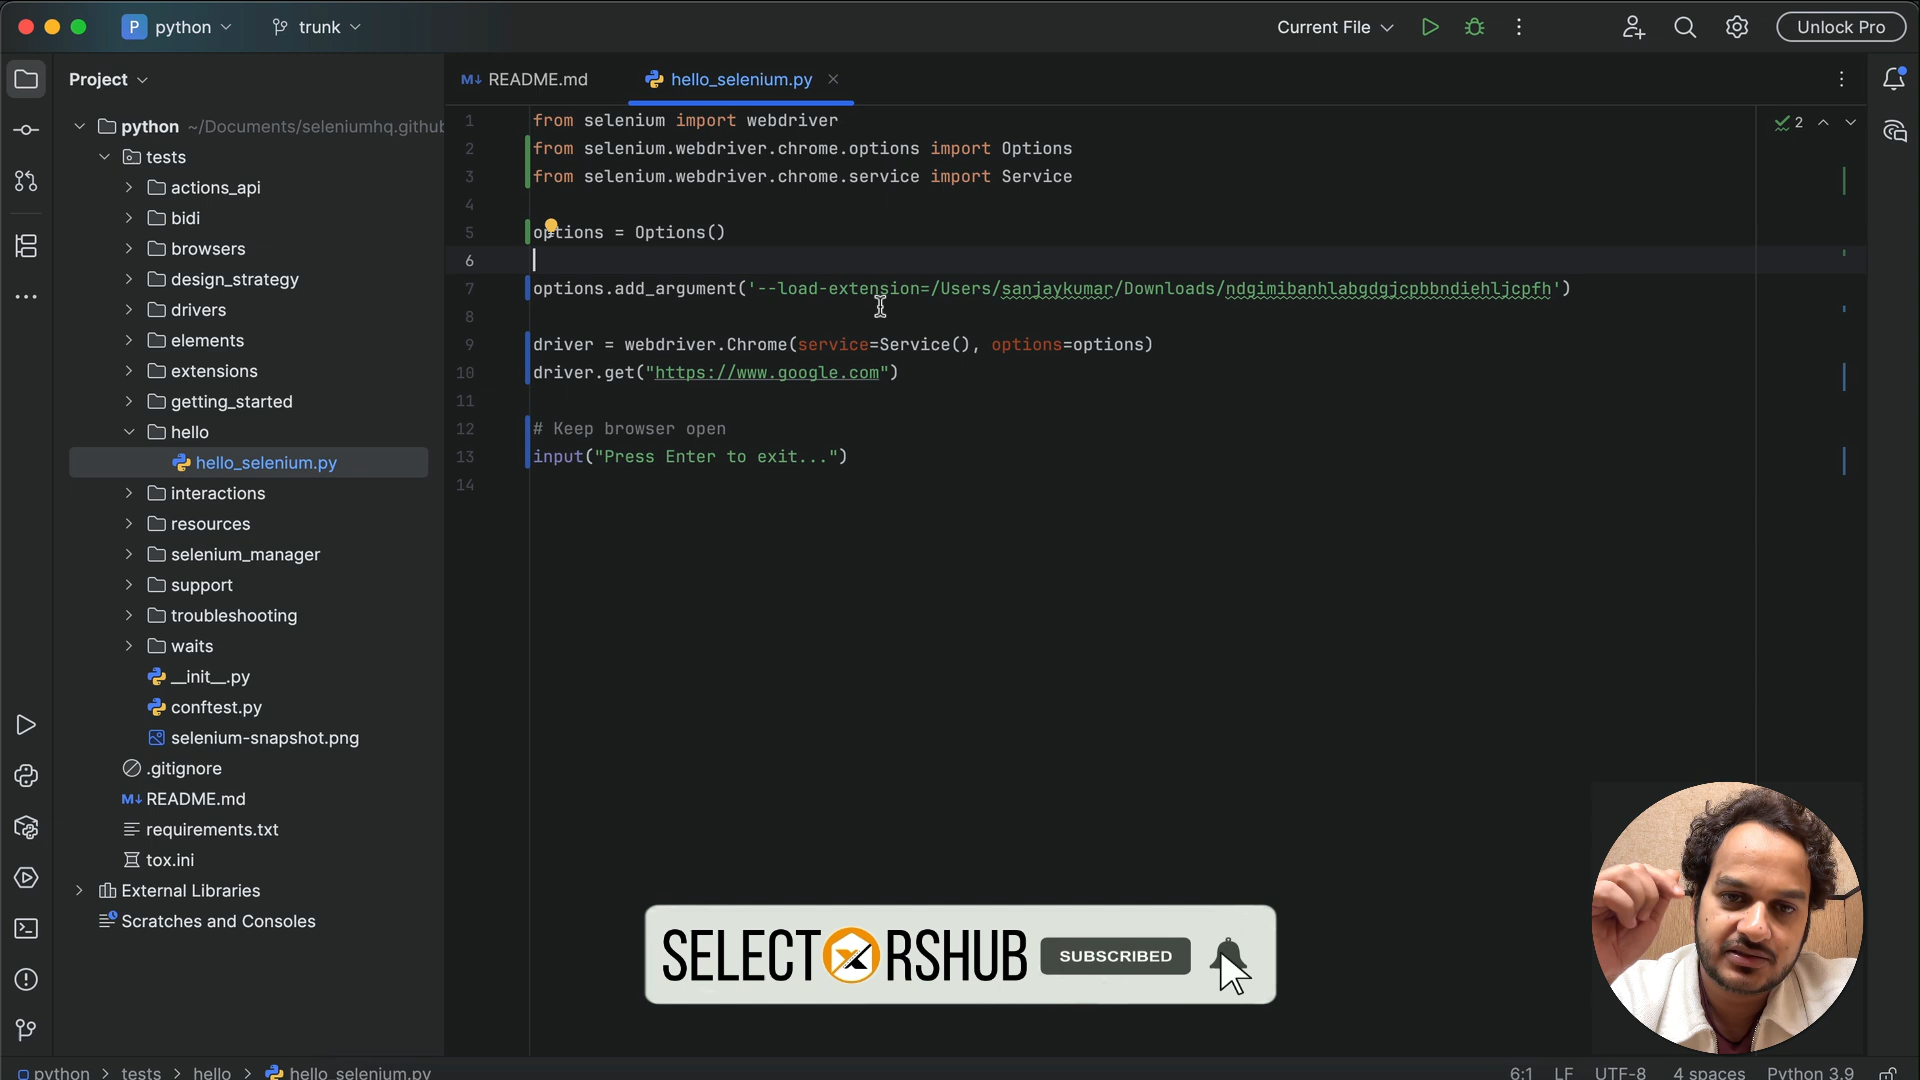 P python
trunk
Current File
Unlock Pro
Project
M↓ README.md
hello_selenium.py
python ~/Documents/seleniumhq.github
tests
actions_api
bidi
browsers
design_strategy
drivers
elements
extensions
getting_started
hello
hello_selenium.py
interactions
resources
selenium_manager
support
troubleshooting
waits
__init__.py
conftest.py
selenium-snapshot.png
.gitignore
M↓ README.md
requirements.txt
tox.ini
External Libraries
Scratches and Consoles
2
1 from selenium import webdriver
2 from selenium.webdriver.chrome.options import Options
3 from selenium.webdriver.chrome.service import Service
4
5 options = Options()
6
7 options.add_argument('--load-extension=/Users/sanjaykumar/Downloads/ndgimibanhlabgdgjcpbbndiehljcpfh')
8
9 driver = webdriver.Chrome(service=Service(), options=options)
10 driver.get("https://www.google.com")
11
12 # Keep browser open
13 input("Press Enter to exit...")
14
SELECTORSHUB SUBSCRIBED
python > tests > hello > hello_selenium.py
6:1 LF UTF-8 4 spaces Python 3.9